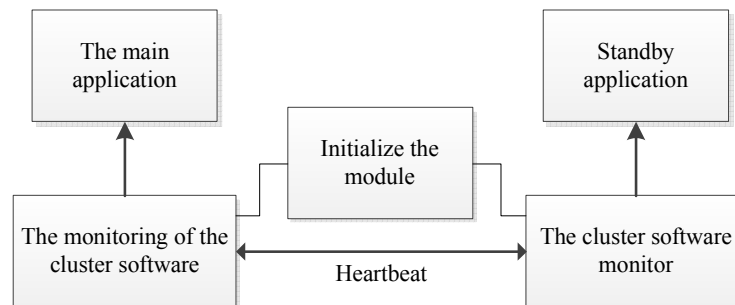 The main
application
Standby
application
Initialize the
module
The monitoring of the
cluster software
The cluster software
monitor
Heartbeat